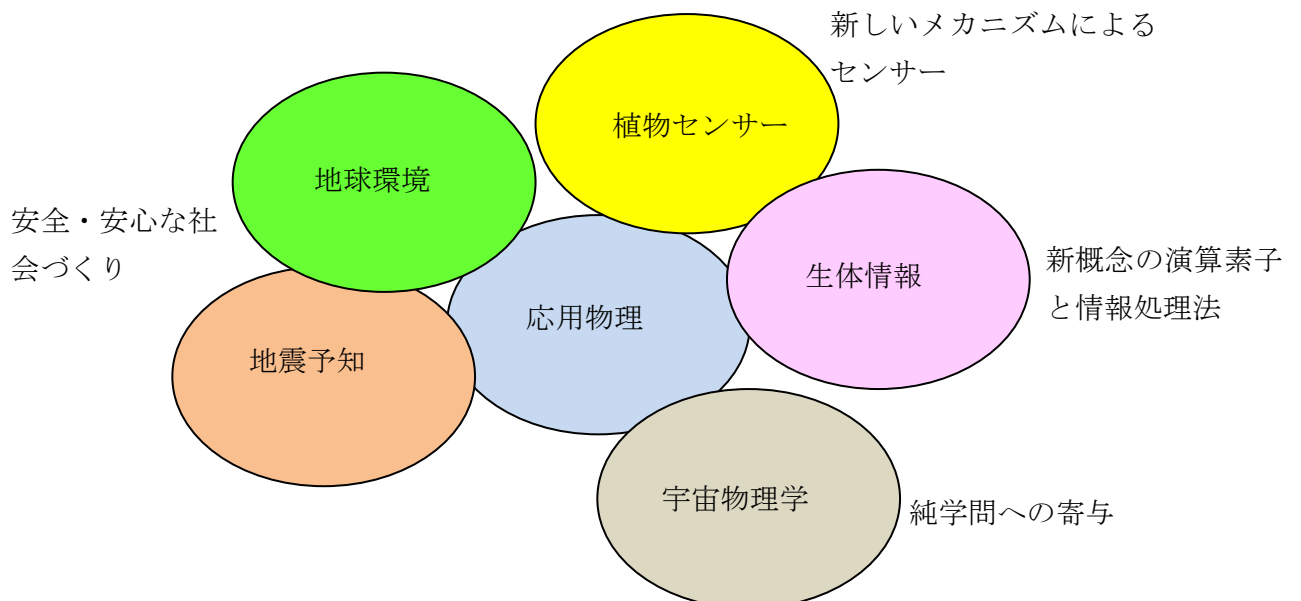 新しいメカニズムによる
センサー
植物センサー
地球環境
安全・安心な社
会づくり
生体情報
新概念の演算素子
と情報処理法
応用物理
地震予知
宇宙物理学
純学問への寄与